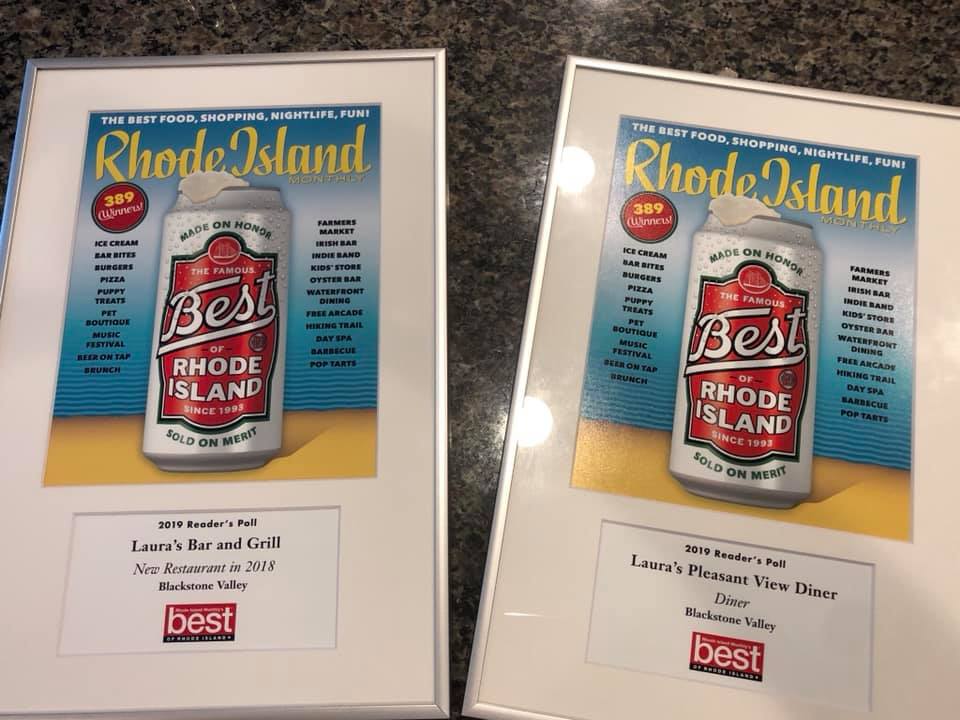 THE BEST FOOD, SHOPPING, NIGHTLIFE, FUN!
Rhode Island
MONTHLY
389
Winners!
ICE CREAM
BAR BITES
BURGERS
PIZZA
PUPPY
TREATS
PET
BOUTIQUE
MUSIC
FESTIVAL
BEER ON TAP
BRUNCH
MADE ON HONOR
THE FAMOUS
Best
OF
RHODE
ISLAND
SINCE 1993
SOLD ON MERIT
FARMERS
MARKET
IRISH BAR
INDIE BAND
KIDS' STORE
OYSTER BAR
WATERFRONT
DINING
FREE ARCADE
HIKING TRAIL
DAY SPA
BARBECUE
POP TARTS
2019 Reader's Poll
Laura's Bar and Grill
New Restaurant in 2018
Blackstone Valley
Rhode Island Monthly's
best
OF RHODE ISLAND
THE BEST FOOD, SHOPPING, NIGHTLIFE, FUN!
Rhode Island
MONTHLY
389
Winners!
ICE CREAM
BAR BITES
BURGERS
PIZZA
PUPPY
TREATS
PET
BOUTIQUE
MUSIC
FESTIVAL
BEER ON TAP
BRUNCH
MADE ON HONOR
THE FAMOUS
Best
OF
RHODE
ISLAND
SINCE 1993
SOLD ON MERIT
FARMERS
MARKET
IRISH BAR
INDIE BAND
KIDS' STORE
OYSTER BAR
WATERFRONT
DINING
FREE ARCADE
HIKING TRAIL
DAY SPA
BARBECUE
POP TARTS
2019 Reader's Poll
Laura's Pleasant View Diner
Diner
Blackstone Valley
Rhode Island Monthly's
best
OF RHODE ISLAND